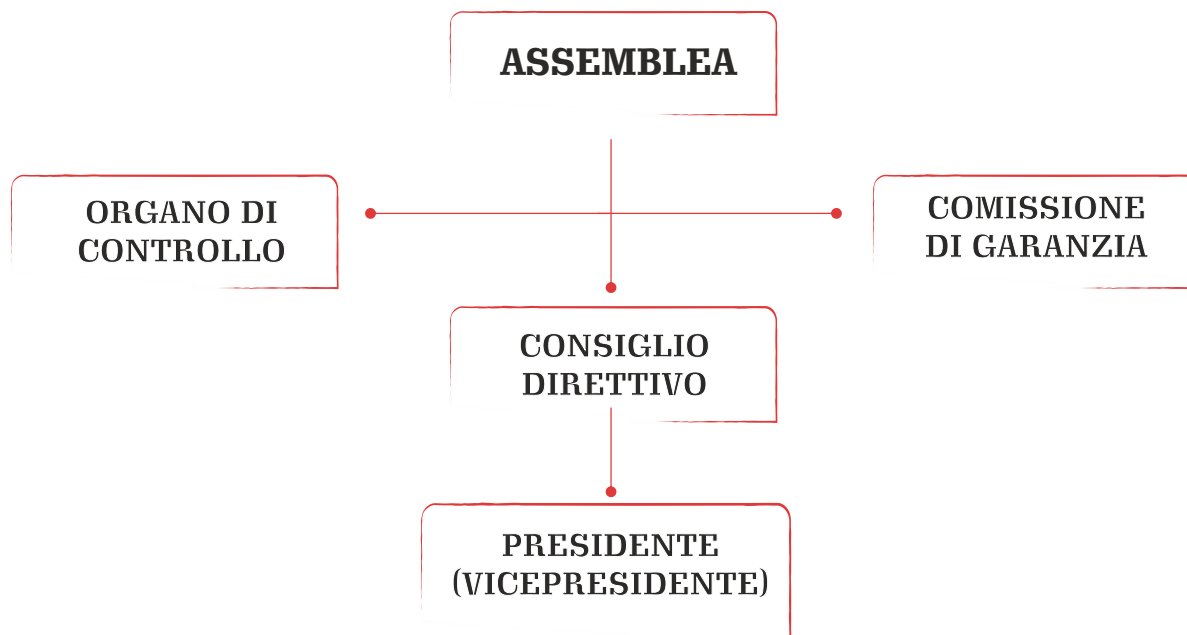 ASSEMBLEA
ORGANO DI
CONTROLLO
COMISSIONE
DI GARANZIA
CONSIGLIO
DIRETTIVO
PRESIDENTE
(VICEPRESIDENTE)